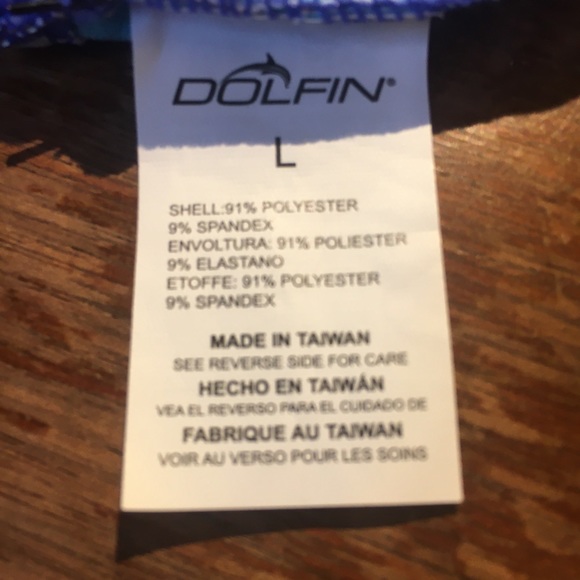 DOLFIN®
L
SHELL:91% POLYESTER
9% SPANDEX
ENVOLTURA: 91% POLIESTER
9% ELASTANO
ETOFFE: 91% POLYESTER
9% SPANDEX
MADE IN TAIWAN
SEE REVERSE SIDE FOR CARE
HECHO EN TAIWÁN
VEA EL REVERSO PARA EL CUIDADO DE
FABRIQUE AU TAIWAN
VOIR AU VERSO POUR LES SOINS